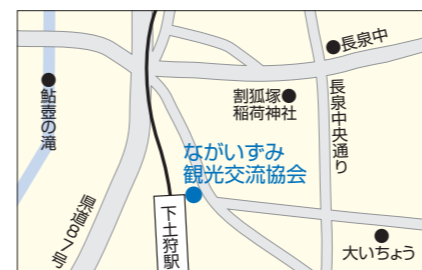 長泉中
鮎壺の滝
割狐塚
稲荷神社
長泉中央通り
ながいずみ
観光交流協会
県道87号
下土狩駅
大いちょう